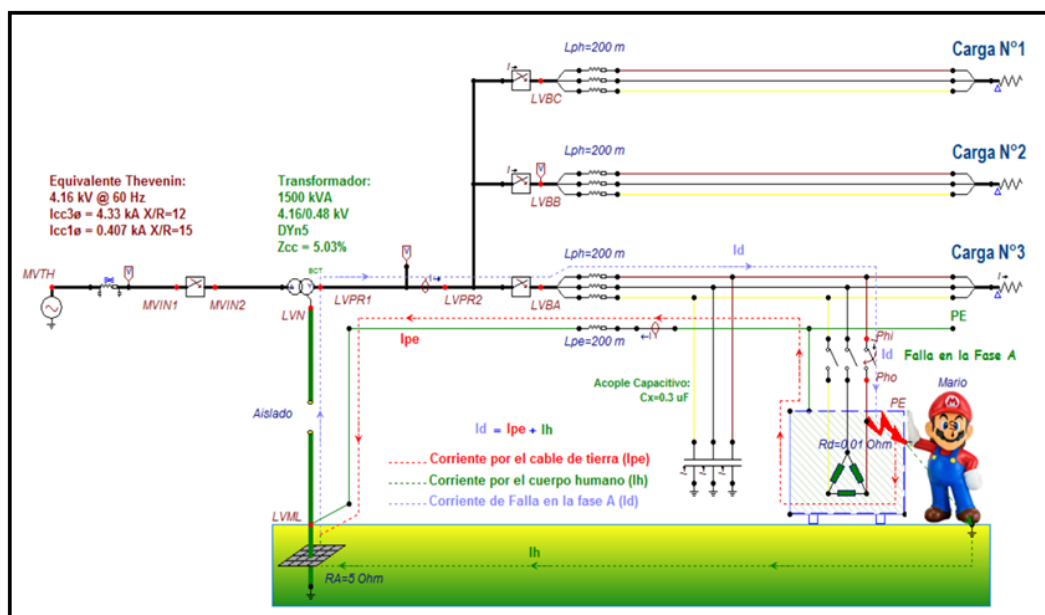 Lph=200 m
Carga N°1
I
LVBC
Lph=200 m
Carga N°2
I
V
LVBB
Equivalente Thevenin:
4.16 kV @ 60 Hz
Icc3ø = 4.33 kA X/R=12
Icc1ø = 0.407 kA X/R=15
Transformador:
1500 kVA
4.16/0.48 kV
DYn5
Zcc = 5.03%
Lph=200 m
Id
Carga N°3
MVTH
V
V
BCT
MVIN1
MVIN2
LVPR1
LVPR2
LVBA
LVN
PE
Ipe
Lpe=200 m
Phi
Id
Falla en la Fase A
Pho
Acople Capacitivo:
Cx=0.3 uF
Mario
PE
Aislado
Rd=0.01 Ohm
Id = Ipe + Ih
Corriente por el cable de tierra (Ipe)
Corriente por el cuerpo humano (Ih)
Corriente de Falla en la fase A (Id)
LVML
Ih
RA=5 Ohm